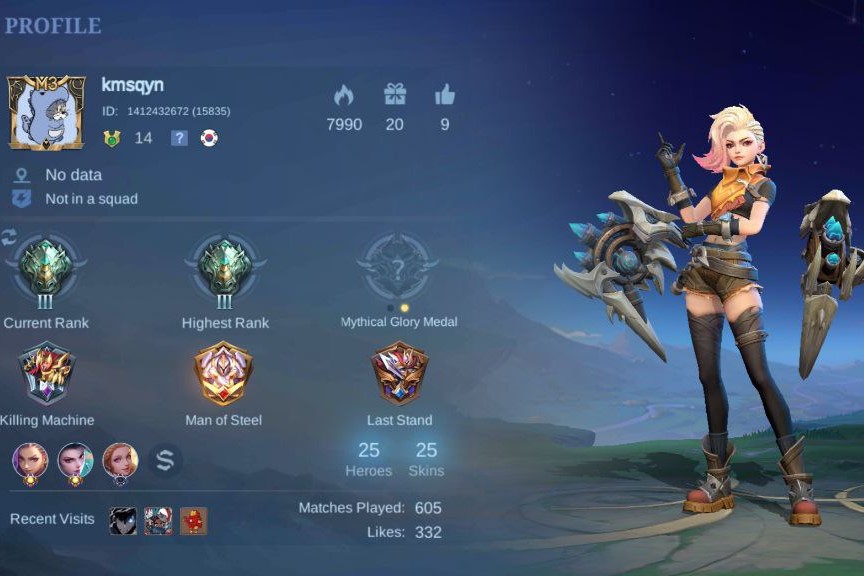 PROFILE
M3
kmsqyn
ID: 1412432672 (15835)
7990 20 9
14 ?
No data
Not in a squad
III III ?
Current Rank Highest Rank Mythical Glory Medal
Killing Machine Man of Steel Last Stand
25 25
Heroes Skins
Recent Visits
Matches Played: 605
Likes: 332